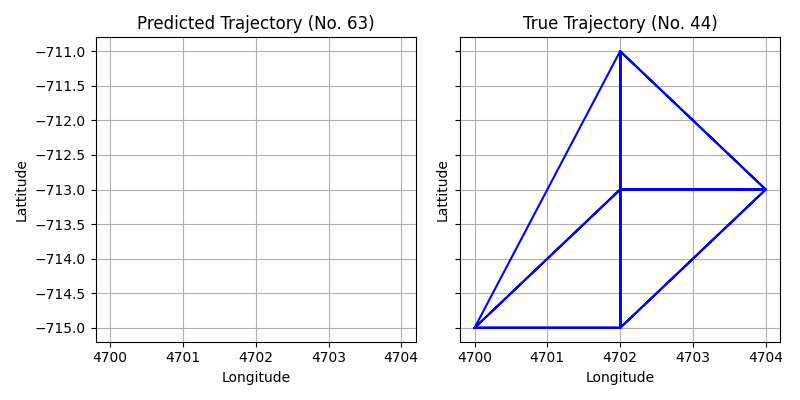 Predicted Trajectory (No. 63)
True Trajectory (No. 44)
−711.0
−711.5
−712.0
−712.5
−713.0
−713.5
−714.0
−714.5
−715.0
Lattitude
Lattitude
4700 4701 4702 4703 4704
4700 4701 4702 4703 4704
Longitude
Longitude